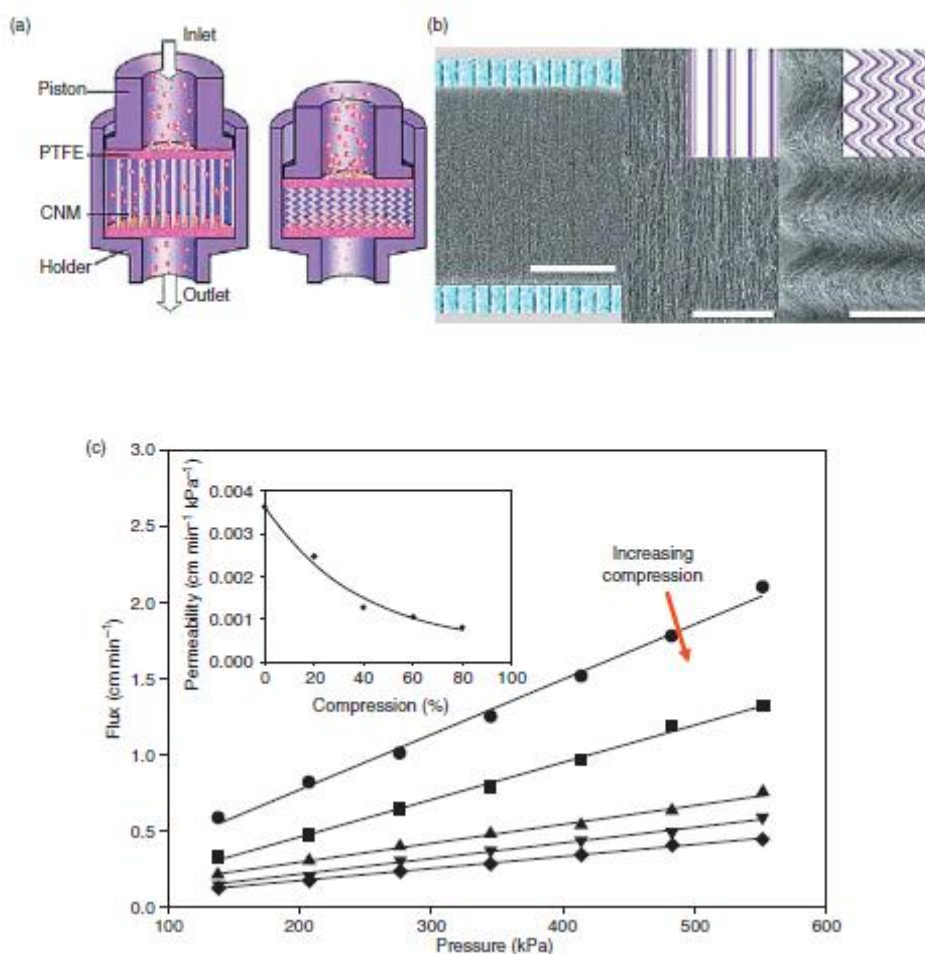 (a)
Inlet
Piston
PTFE
CNM
Holder
Outlet
(b)
(c)
3.0
2.5
2.0
1.5
1.0
0.5
0.0
Flux (cm min⁻¹)
100
200
300
400
500
600
Pressure (kPa)
Increasing
compression
0.004
0.003
0.002
0.001
0.000
Permeability (cm min⁻¹ kPa⁻¹)
0
20
40
60
80
100
Compression (%)